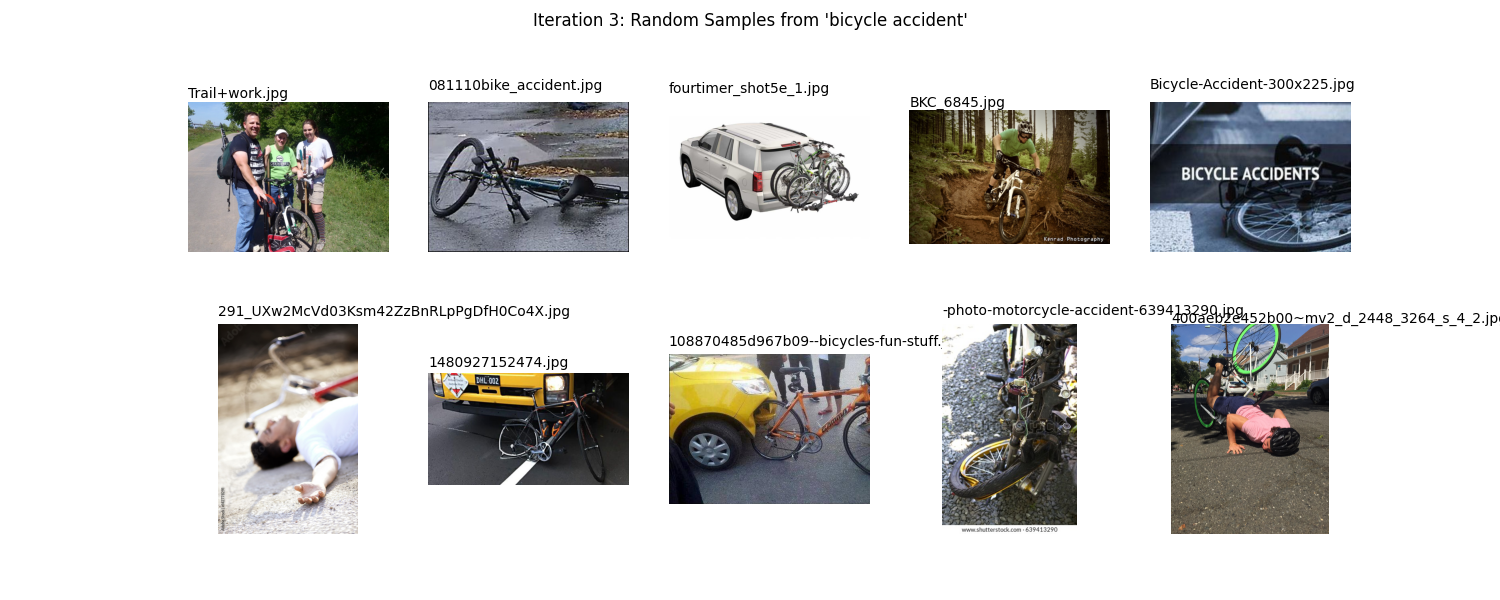 Iteration 3: Random Samples from 'bicycle accident'
Trail+work.jpg
081110bike_accident.jpg
fourtimer_shot5e_1.jpg
BKC_6845.jpg
Bicycle-Accident-300x225.jpg
Kenrad Photography
BICYCLE ACCIDENTS
291_UXw2McVd03Ksm42ZzBnRLpPgDfH0Co4X.jpg
1480927152474.jpg
108870485d967b09--bicycles-fun-stuff.
-photo-motorcycle-accident-639413290.jpg
400aeb2e452b00~mv2_d_2448_3264_s_4_2.jpg
DHL·00Z
www.shutterstock.com · 639413290